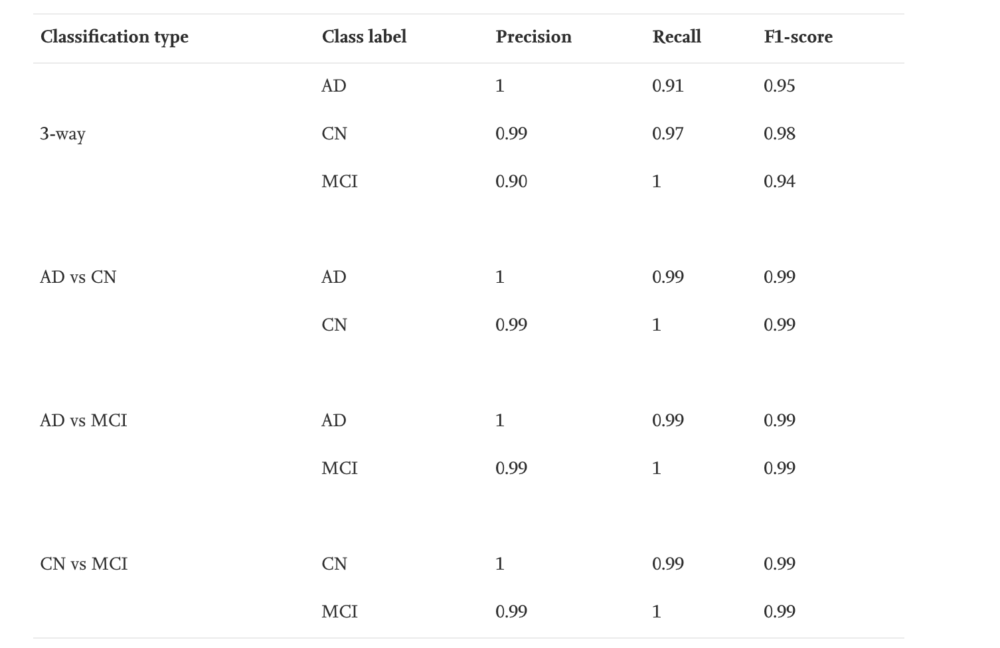 Classification type Class label Precision Recall F1-score
AD 1 0.91 0.95
3-way CN 0.99 0.97 0.98
MCI 0.90 1 0.94
AD vs CN AD 1 0.99 0.99
CN 0.99 1 0.99
AD vs MCI AD 1 0.99 0.99
MCI 0.99 1 0.99
CN vs MCI CN 1 0.99 0.99
MCI 0.99 1 0.99